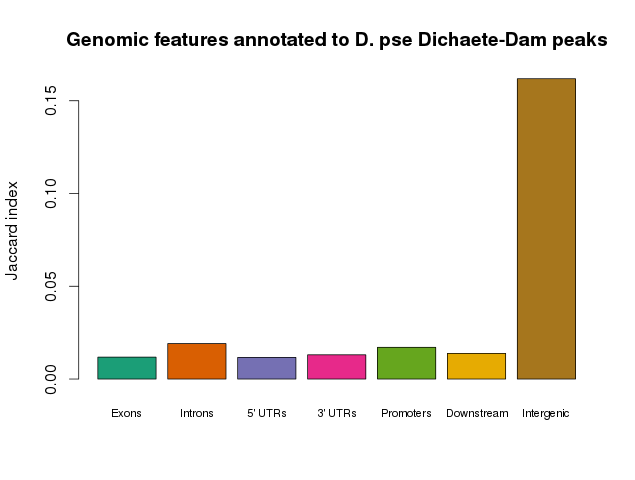 Genomic features annotated to D. pse Dichaete-Dam peaks
Jaccard index
0.15
0.10
0.05
0.00
Exons Introns 5' UTRs 3' UTRs Promoters Downstream Intergenic